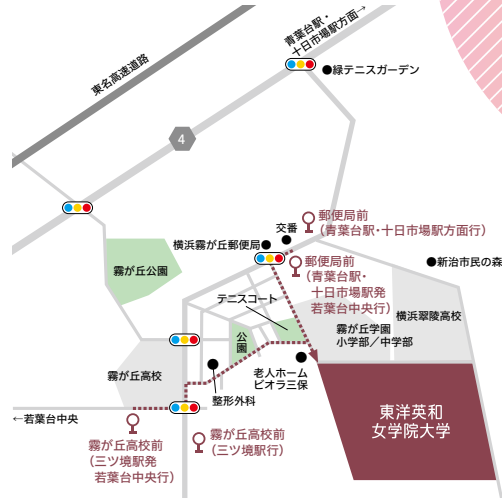 青葉台駅・
十日市場駅方面→
東名高速道路
緑テニスガーデン
4
郵便局前
（青葉台駅・十日市場駅方面行）
交番
横浜霧が丘郵便局
郵便局前
（青葉台駅・
十日市場駅発
若葉台中央行）
新治市民の森
霧が丘公園
テニスコート
横浜翠陵高校
公園
霧が丘学園
小学部／中学部
霧が丘高校
老人ホーム
ビオラ三保
整形外科
東洋英和
女学院大学
←若葉台中央
霧が丘高校前
（三ツ境駅発
若葉台中央行）
霧が丘高校前
（三ツ境駅行）